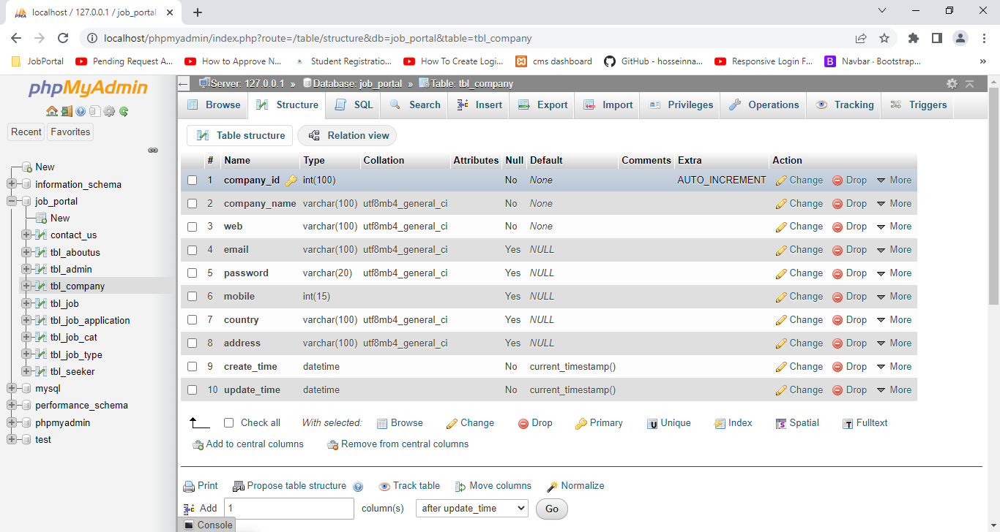 localhost / 127.0.0.1 / job_portal
localhost/phpmyadmin/index.php?route=/table/structure&db=job_portal&table=tbl_company
JobPortal
Pending Request A...
How to Approve N...
Student Registratio...
How To Create Logi...
cms dashboard
GitHub - hosseinna...
Responsive Login F...
Navbar · Bootstrap...
»
phpMyAdmin
Recent Favorites
New
information_schema
job_portal
New
contact_us
tbl_aboutus
tbl_admin
tbl_company
tbl_job
tbl_job_application
tbl_job_cat
tbl_job_type
tbl_seeker
mysql
performance_schema
phpmyadmin
test
Server: 127.0.0.1 » Database: job_portal » Table: tbl_company
Browse Structure SQL Search Insert Export Import Privileges Operations Tracking Triggers
Table structure Relation view
# Name Type Collation Attributes Null Default Comments Extra Action
1 company_id int(100) No None AUTO_INCREMENT Change Drop More
2 company_name varchar(100) utf8mb4_general_ci No None Change Drop More
3 web varchar(100) utf8mb4_general_ci No None Change Drop More
4 email varchar(100) utf8mb4_general_ci Yes NULL Change Drop More
5 password varchar(20) utf8mb4_general_ci Yes NULL Change Drop More
6 mobile int(15) Yes NULL Change Drop More
7 country varchar(100) utf8mb4_general_ci Yes NULL Change Drop More
8 address varchar(100) utf8mb4_general_ci Yes NULL Change Drop More
9 create_time datetime No current_timestamp() Change Drop More
10 update_time datetime No current_timestamp() Change Drop More
Check all With selected: Browse Change Drop Primary Unique Index Spatial Fulltext
Add to central columns Remove from central columns
Print Propose table structure Track table Move columns Normalize
Add 1 column(s) after update_time Go
Console